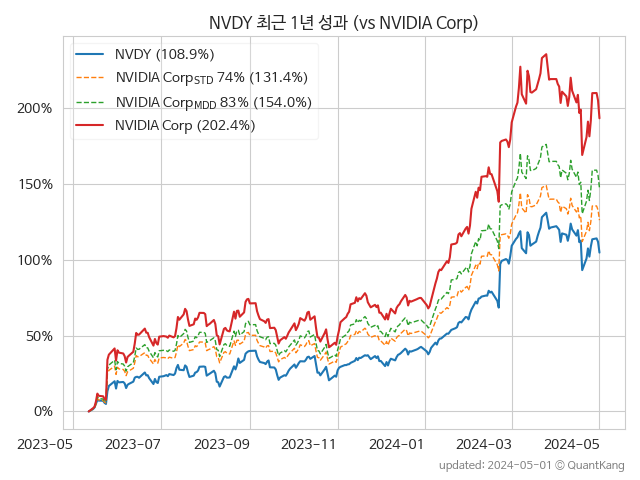 NVDY 최근 1년 성과 (vs NVIDIA Corp)
NVDY (108.9%)
NVIDIA CorpSTD 74% (131.4%)
NVIDIA CorpMDD 83% (154.0%)
NVIDIA Corp (202.4%)
200%
150%
100%
50%
0%
2023-05 2023-07 2023-09 2023-11 2024-01 2024-03 2024-05
updated: 2024-05-01 © QuantKang